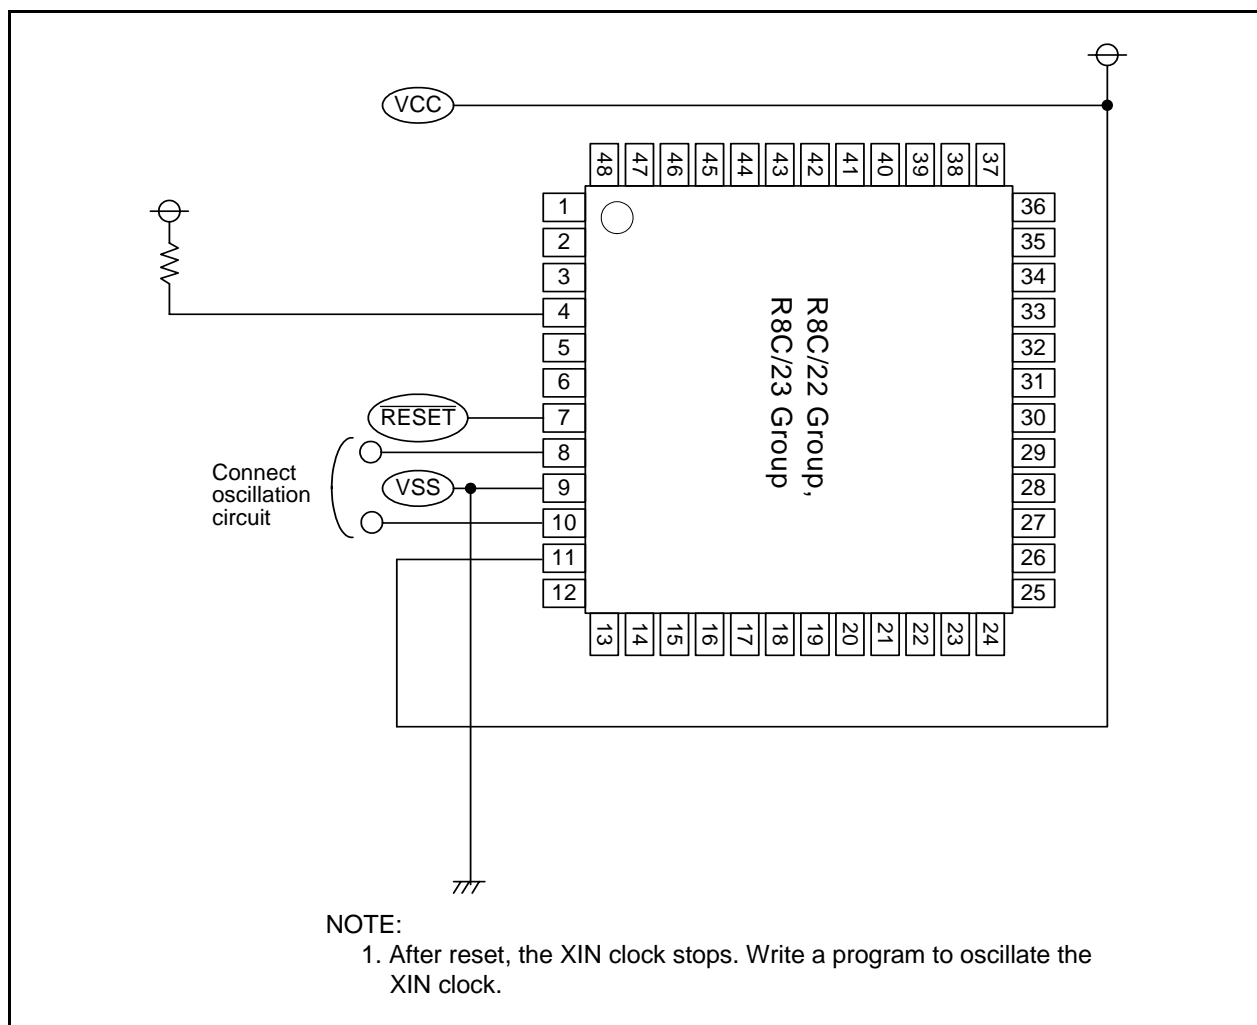 VCC
48 47 46 45 44 43 42 41 40 39 38 37
1
2
3
4
5
6
7
8
9
10
11
12
36
35
34
33
32
31
30
29
28
27
26
25
R8C/22 Group,
R8C/23 Group
RESET
VSS
Connect
oscillation
circuit
13 14 15 16 17 18 19 20 21 22 23 24
NOTE:
1. After reset, the XIN clock stops. Write a program to oscillate the
XIN clock.